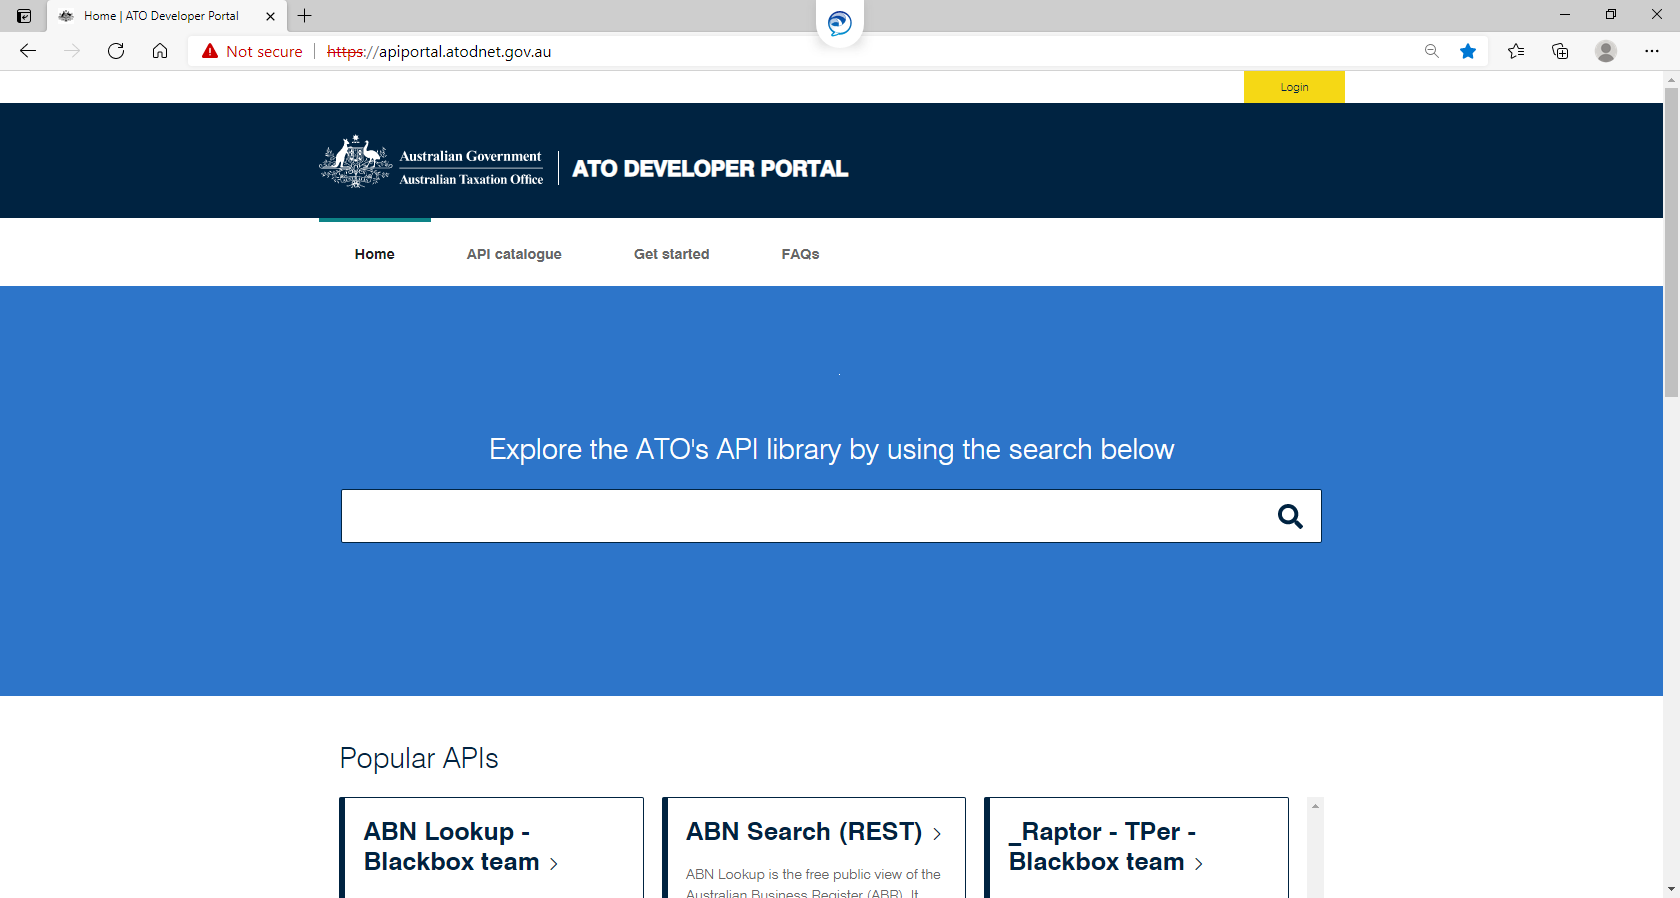 Home | ATO Developer Portal
Not secure
https://apiportal.atodnet.gov.au
Login
Australian Government
Australian Taxation Office
ATO DEVELOPER PORTAL
Home
API catalogue
Get started
FAQs
Explore the ATO's API library by using the search below
Popular APIs
ABN Lookup -
Blackbox team
ABN Search (REST)
ABN Lookup is the free public view of the
Australian Business Register (ABR). It
_Raptor - TPer -
Blackbox team